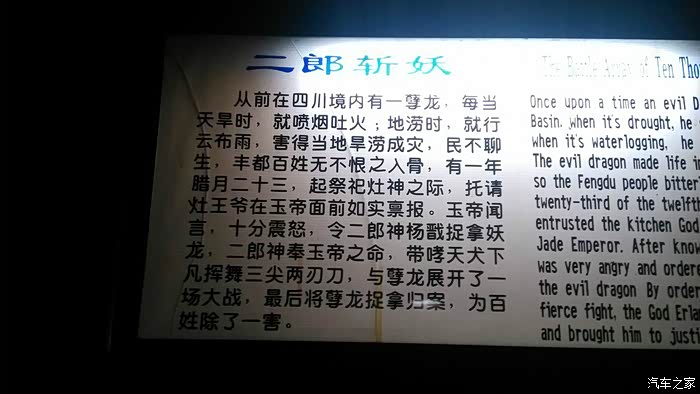 二郎斩妖
从前在四川境内有一孽龙，每当
天旱时，就喷烟吐火；地涝时，就行
云布雨，害得当地旱涝成灾，民不聊
生，丰都百姓无不恨之入骨，有一年
腊月二十三，起祭祀灶神之际，托请
灶王爷在玉帝面前如实禀报。玉帝闻
言，十分震怒，令二郎神杨戬捉拿妖
龙，二郎神奉玉帝之命，带哮天犬下
凡挥舞三尖两刃刀，与孽龙展开了一
场大战，最后将孽龙捉拿归案，为百
姓除了一害。
The Battle Array of Ten Tho
Once upon a time an evil D
Basin. when it's drought, he
when it's waterlogging, he
The evil dragon made life in
so the Fengdu people bitter
twenty-third of the twelfth
entrusted the kitchen God
Jade Emperor. After know
was very angry and ordere
the evil dragon By order
fierce fight, the God Erla
and brought him to justi
汽车之家